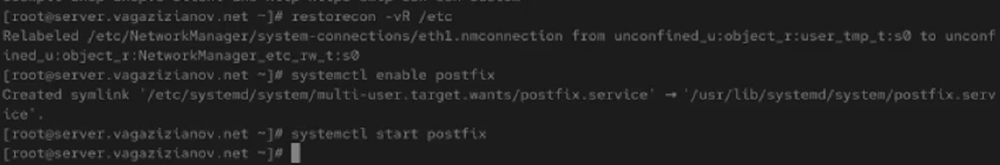 [root@server.vagazizianov.net ~]# restorecon -vR /etc
Relabeled /etc/NetworkManager/system-connections/eth1.nmconnection from unconfined_u:object_r:user_tmp_t:s0 to unconf
ined_u:object_r:NetworkManager_etc_rw_t:s0
[root@server.vagazizianov.net ~]# systemctl enable postfix
Created symlink '/etc/systemd/system/multi-user.target.wants/postfix.service' → '/usr/lib/systemd/system/postfix.serv
ice'.
[root@server.vagazizianov.net ~]# systemctl start postfix
[root@server.vagazizianov.net ~]#